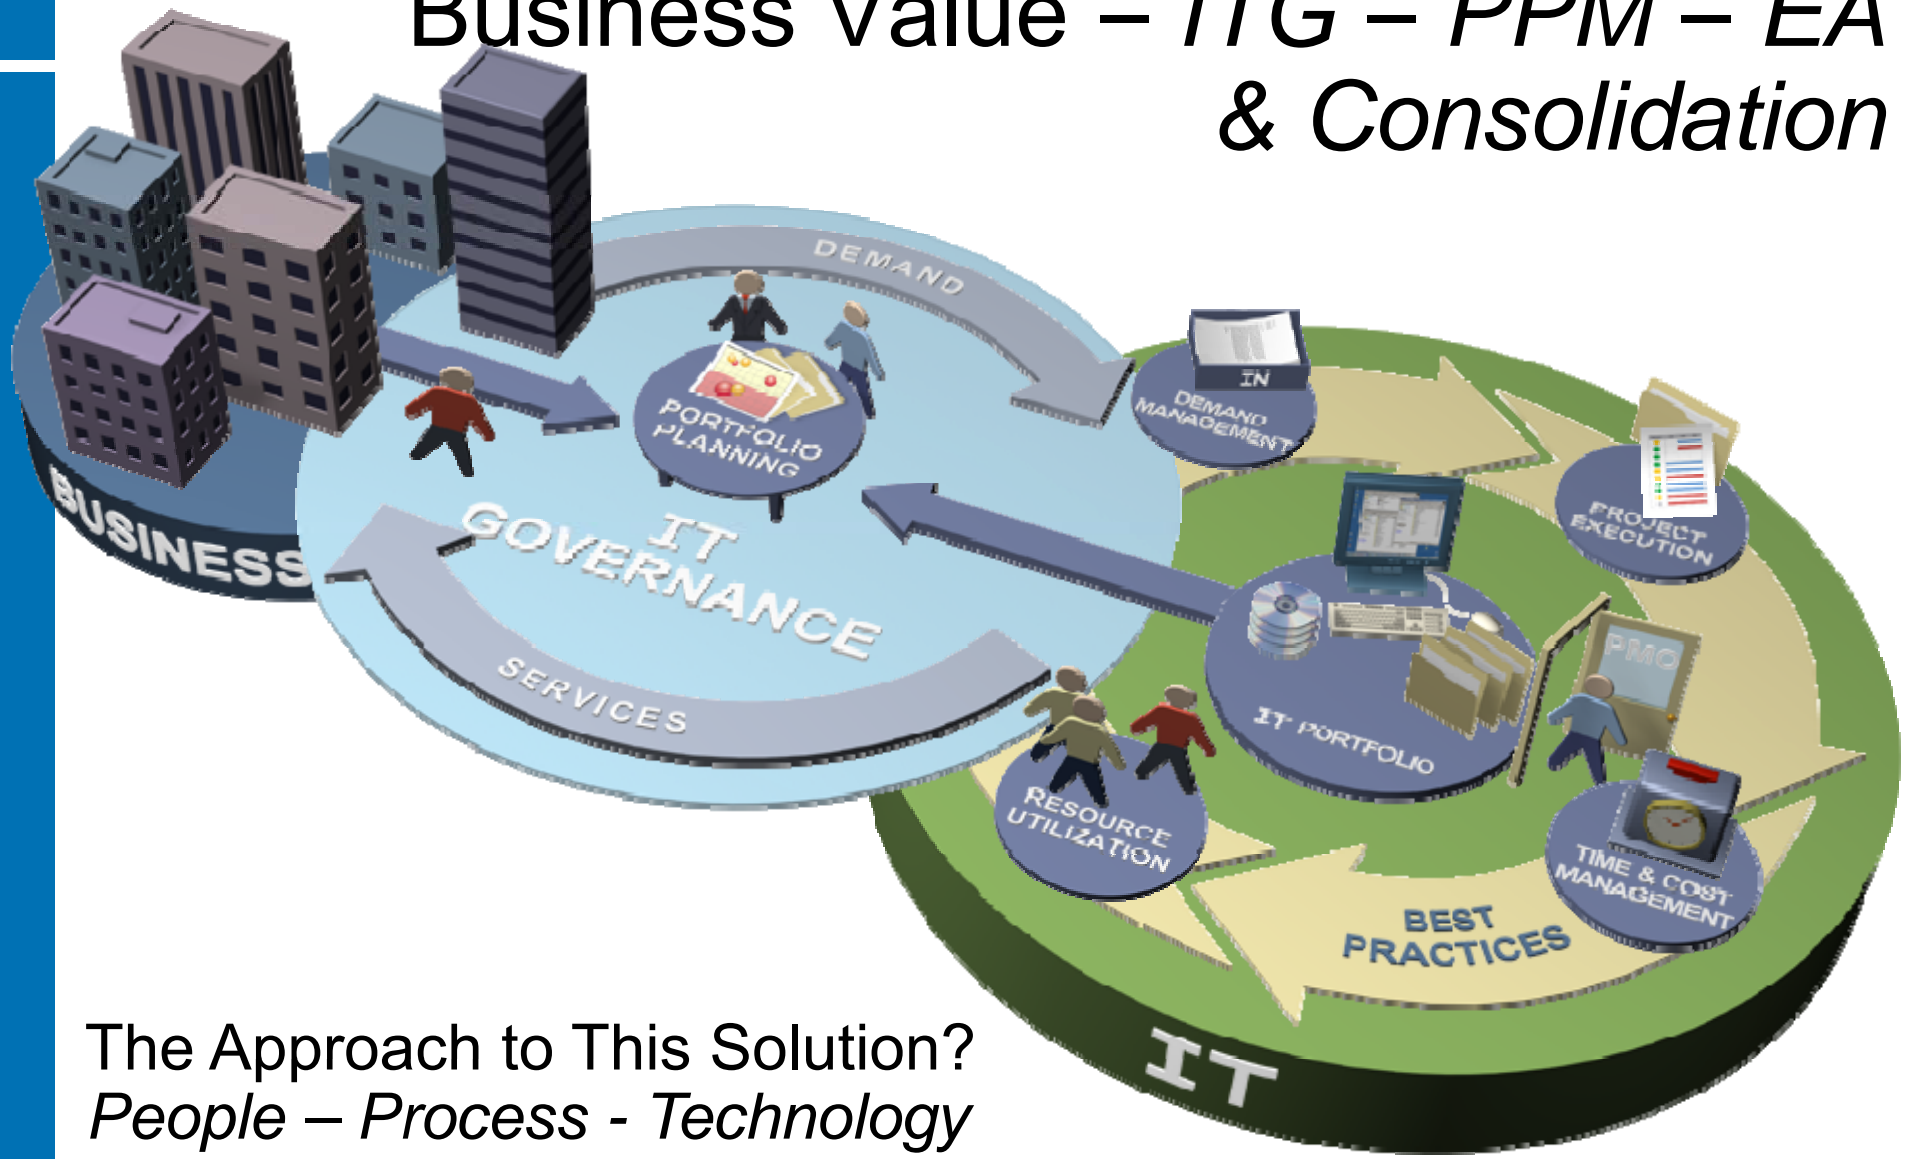 Business Value – ITG – PPM – EA
& Consolidation
DEMAND
IN
DEMAND
MANAGEMENT
PORTFOLIO
PLANNING
PROJECT
EXECUTION
BUSINESS
IT
GOVERNANCE
PMO
SERVICES
IT PORTFOLIO
RESOURCE
UTILIZATION
TIME & COST
MANAGEMENT
BEST
PRACTICES
IT
The Approach to This Solution?
People – Process - Technology